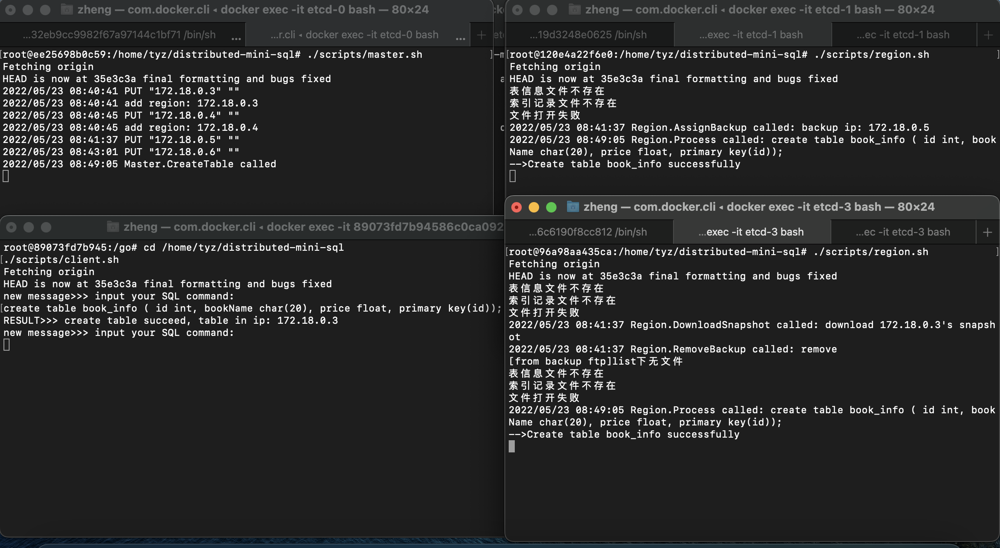 zheng — com.docker.cli ◂ docker exec -it etcd-0 bash — 80×24
...32eb9cc9982f67a97144c1bf71 /bin/sh ...
...r.cli ◂ docker exec -it etcd-0 bash ...
[root@ee25698b0c59:/home/tyz/distributed-mini-sql# ./scripts/master.sh ]
Fetching origin
HEAD is now at 35e3c3a final formatting and bugs fixed
2022/05/23 08:40:41 PUT "172.18.0.3" ""
2022/05/23 08:40:41 add region: 172.18.0.3
2022/05/23 08:40:45 PUT "172.18.0.4" ""
2022/05/23 08:40:45 add region: 172.18.0.4
2022/05/23 08:41:37 PUT "172.18.0.5" ""
2022/05/23 08:43:01 PUT "172.18.0.6" ""
2022/05/23 08:49:05 Master.CreateTable called
zheng — com.docker.cli ◂ docker exec -it etcd-1 bash — 80×24
...19d3248e0625 /bin/sh
...exec -it etcd-1 bash
...ec -it etcd-1 bash
[root@120e4a22f6e0:/home/tyz/distributed-mini-sql# ./scripts/region.sh ]
Fetching origin
HEAD is now at 35e3c3a final formatting and bugs fixed
表信息文件不存在
索引记录文件不存在
文件打开失败
2022/05/23 08:41:37 Region.AssignBackup called: backup ip: 172.18.0.5
2022/05/23 08:49:05 Region.Process called: create table book_info ( id int, book
Name char(20), price float, primary key(id));
-->Create table book_info successfully
zheng — com.docker.cli ◂ docker exec -it 89073fd7b94586c0ca092
root@89073fd7b945:/go# cd /home/tyz/distributed-mini-sql
[./scripts/client.sh
Fetching origin
HEAD is now at 35e3c3a final formatting and bugs fixed
new message>>> input your SQL command:
[create table book_info ( id int, bookName char(20), price float, primary key(id));
RESULT>>> create table succeed, table in ip: 172.18.0.3
new message>>> input your SQL command:
zheng — com.docker.cli ◂ docker exec -it etcd-3 bash — 80×24
...6c6190f8cc812 /bin/sh
...exec -it etcd-3 bash
...ec -it etcd-3 bash
[root@96a98aa435ca:/home/tyz/distributed-mini-sql# ./scripts/region.sh ]
Fetching origin
HEAD is now at 35e3c3a final formatting and bugs fixed
表信息文件不存在
索引记录文件不存在
文件打开失败
2022/05/23 08:41:37 Region.DownloadSnapshot called: download 172.18.0.3's snapsh
ot
2022/05/23 08:41:37 Region.RemoveBackup called: remove
[from backup ftp]list下无文件
表信息文件不存在
索引记录文件不存在
文件打开失败
2022/05/23 08:49:05 Region.Process called: create table book_info ( id int, book
Name char(20), price float, primary key(id));
-->Create table book_info successfully